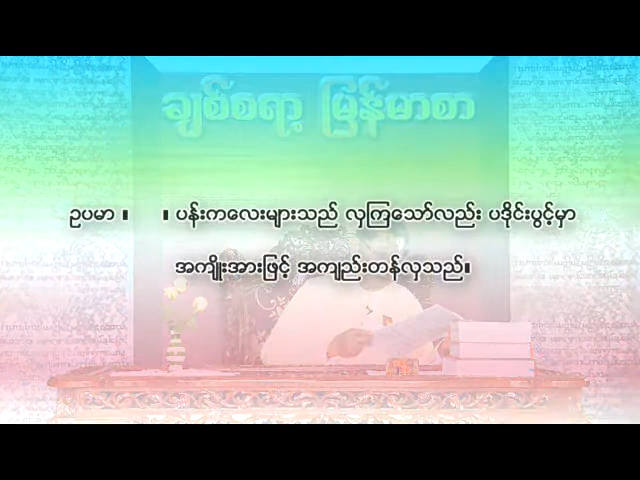 ချစ်စရာ့ မြန်မာစာ
ဥပမာ ။ ။ ပန်းကလေးများသည် လှကြသော်လည်း ပဒိုင်းပွင့်မှာ
အကျိုးအားဖြင့် အကျည်းတန်လှသည်။